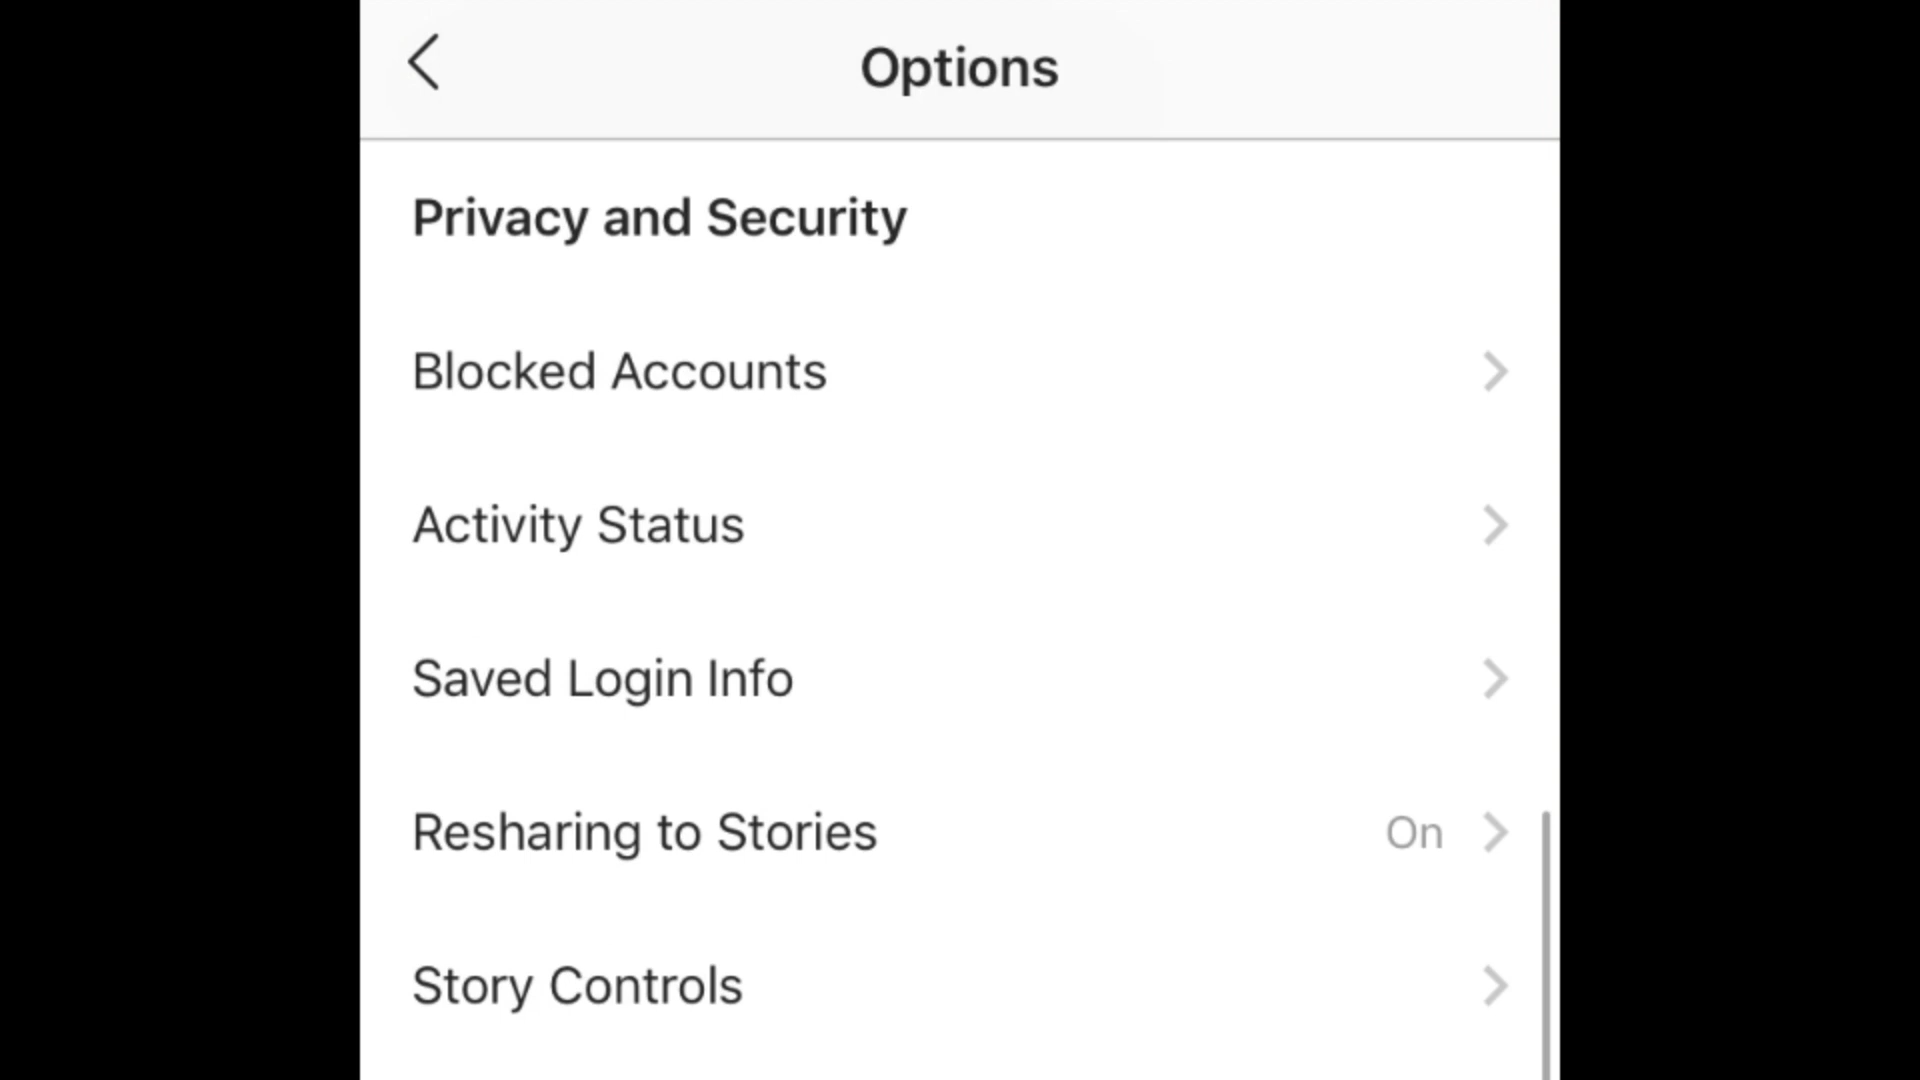 Options
Privacy and Security
Blocked Accounts
Activity Status
Saved Login Info
Resharing to Stories On
Story Controls